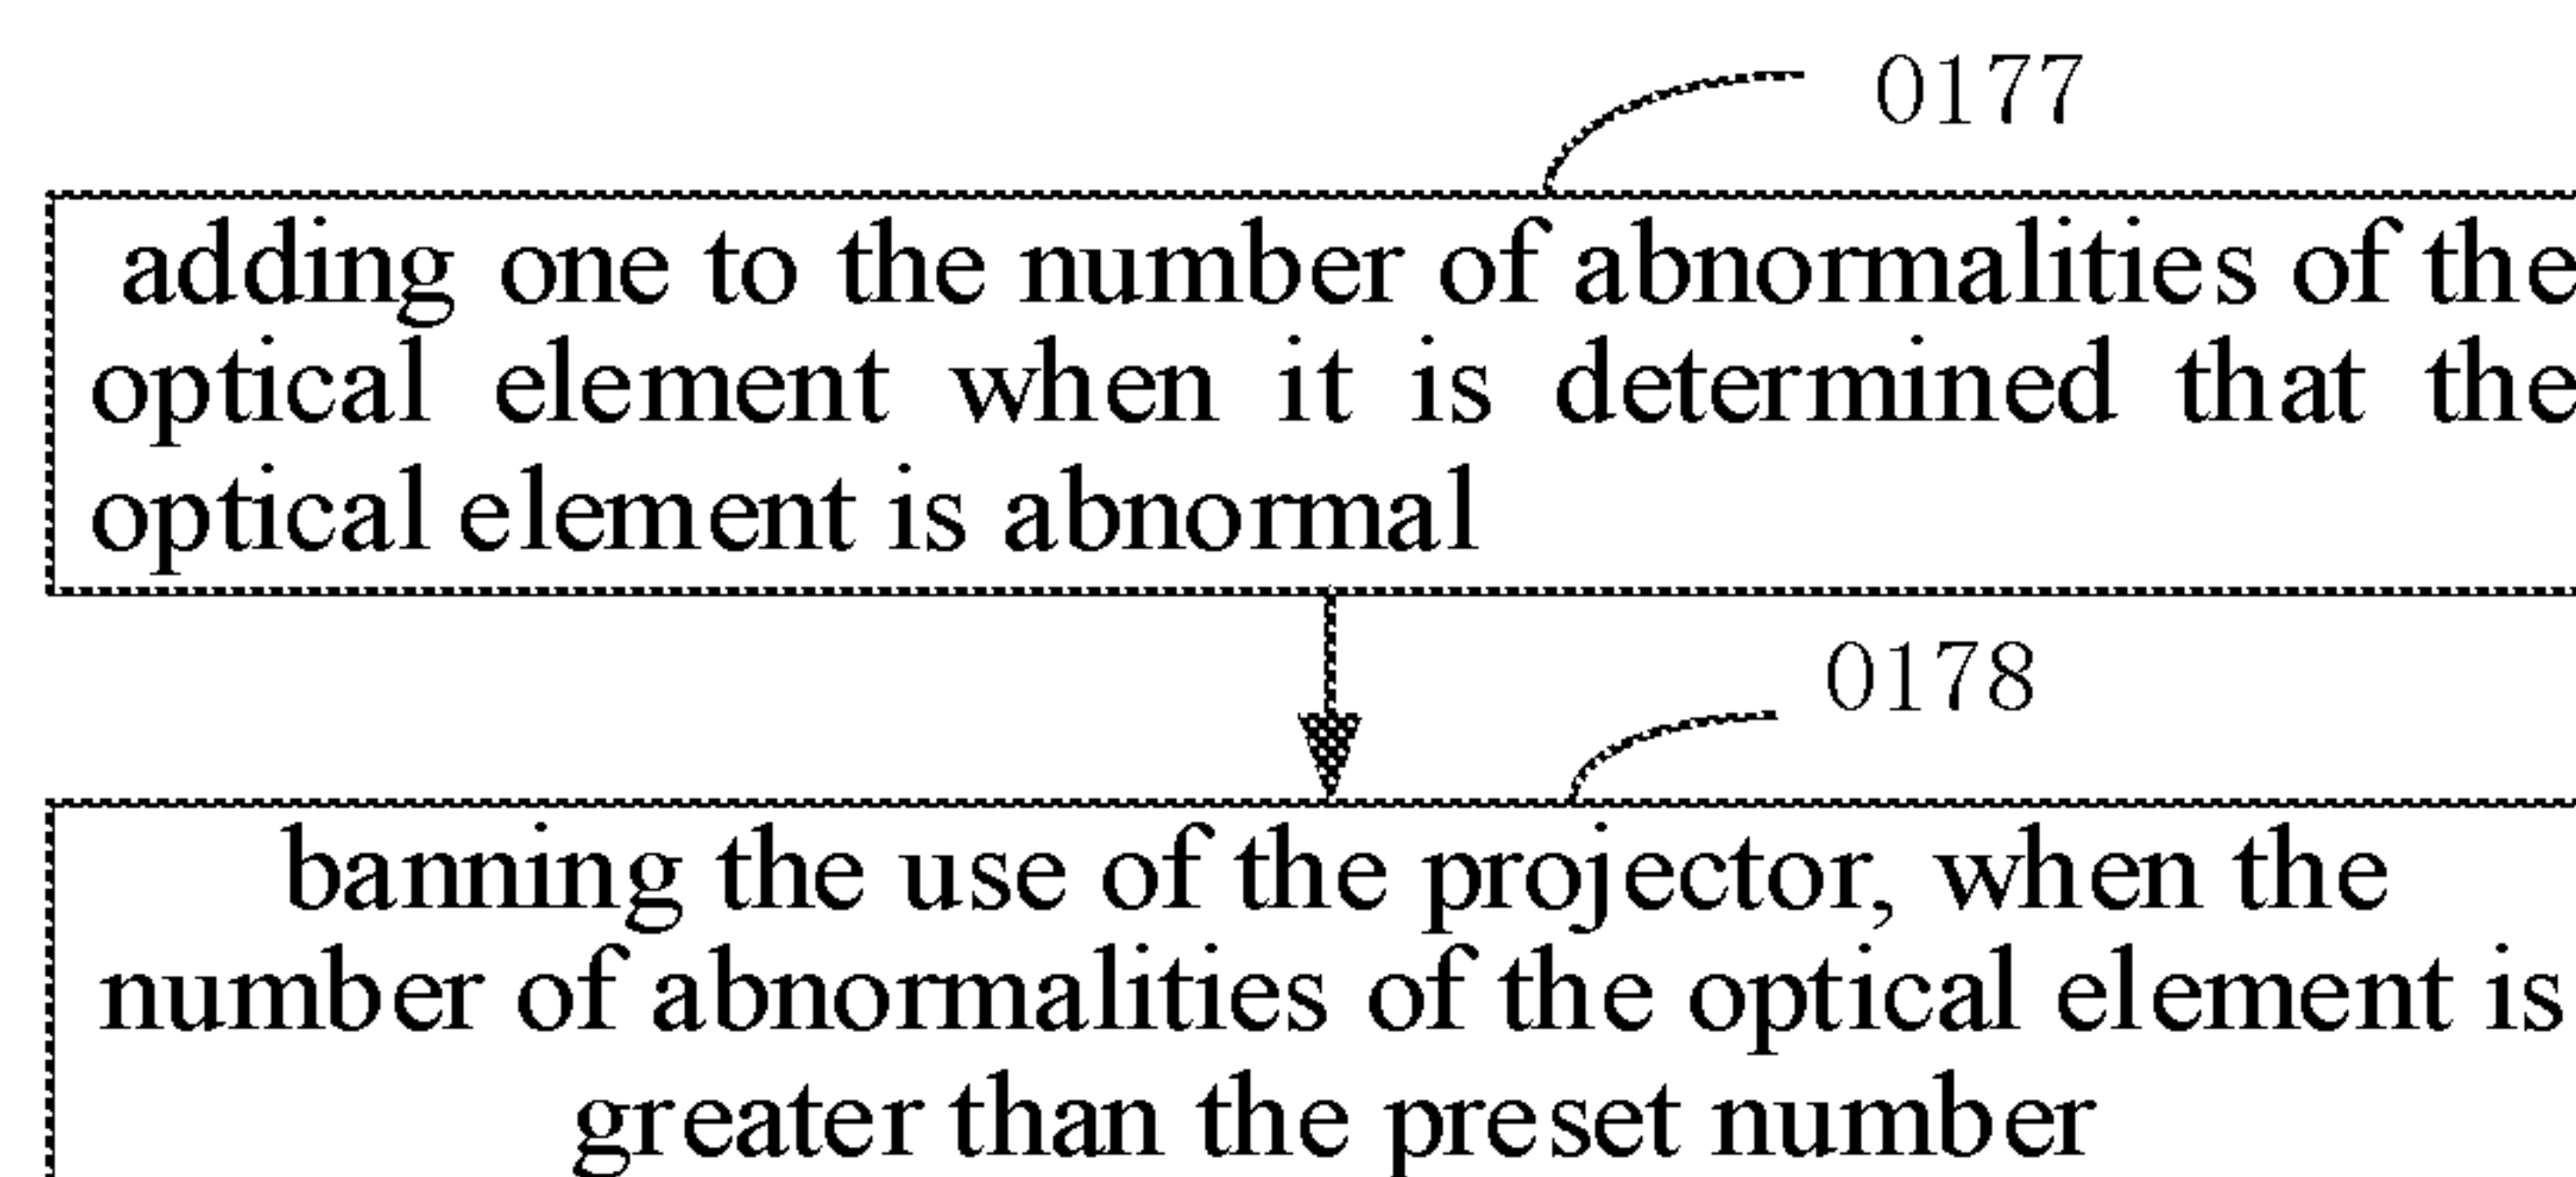 0177
adding one to the number of abnormalities of the
optical element when it is determined that the
optical element is abnormal
0178
banning the use of the projector, when the
number of abnormalities of the optical element is
greater than the preset number